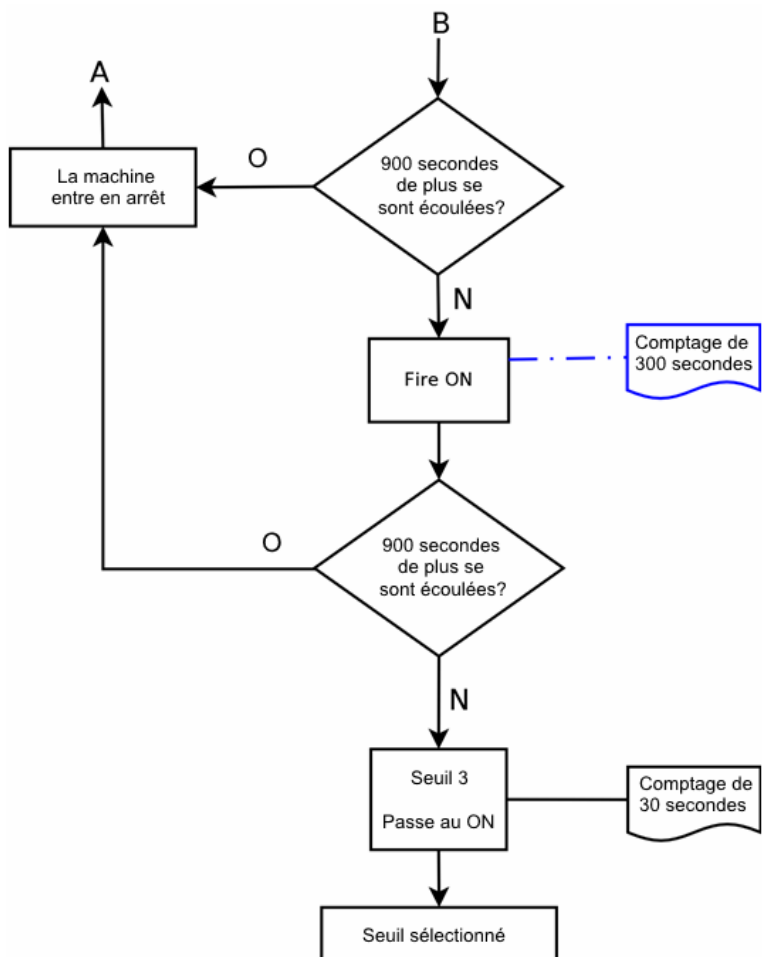 B
A
O
900 secondes
de plus se
sont écoulées?
La machine
entre en arrêt
N
Fire ON
Comptage de
300 secondes
O
900 secondes
de plus se
sont écoulées?
N
Seuil 3
Passe au ON
Comptage de
30 secondes
Seuil sélectionné